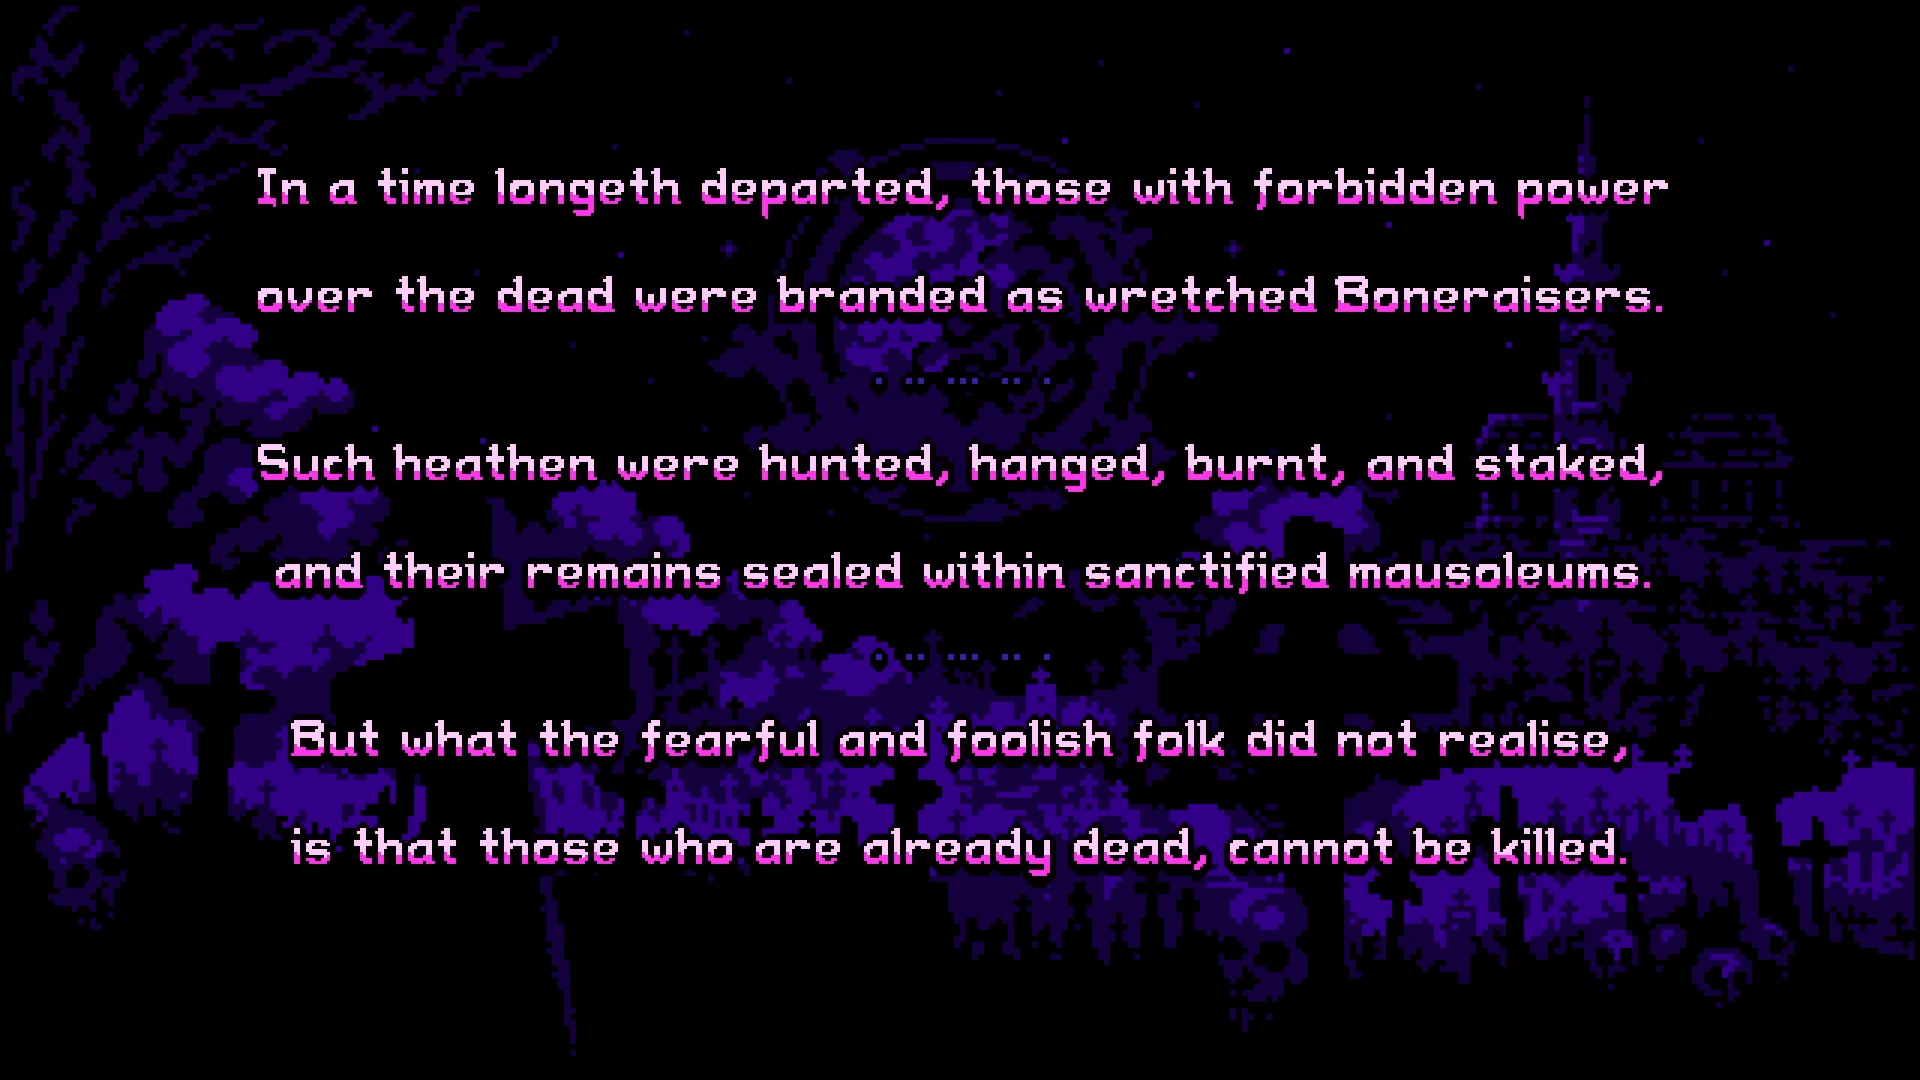 In a time longeth departed, those with forbidden power
over the dead were branded as wretched Boneraisers.
Such heathen were hunted, hanged, burnt, and staked,
and their remains sealed within sanctified mausoleums.
But what the fearful and foolish folk did not realise,
is that those who are already dead, cannot be killed.